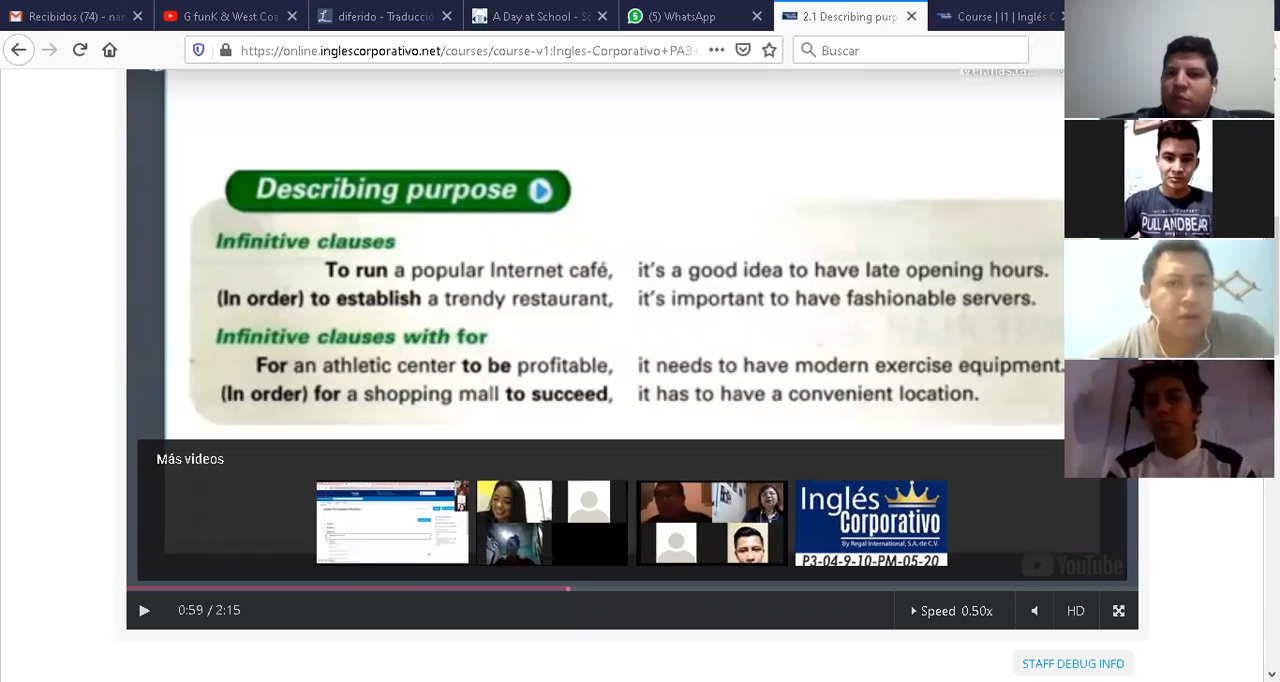 Recibidos (74) - nar
G funK & West Coa
diferido - Traducció
A Day at School - Sc
(5) WhatsApp
2.1 Describing purp
Course | I1 | Inglés C
https://online.inglescorporativo.net/courses/course-v1:Ingles-Corporativo+PA3+
Buscar
Describing purpose
Infinitive clauses
To run a popular Internet café, it's a good idea to have late opening hours.
(In order) to establish a trendy restaurant, it's important to have fashionable servers.
Infinitive clauses with for
For an athletic center to be profitable, it needs to have modern exercise equipment.
(In order) for a shopping mall to succeed, it has to have a convenient location.
PULL AND BEAR
Más videos
Inglés
Corporativo
By Regal International, S.A. de C.V.
P3-04-9-10-PM-05-20
YouTube
0:59 / 2:15
Speed 0.50x
HD
STAFF DEBUG INFO